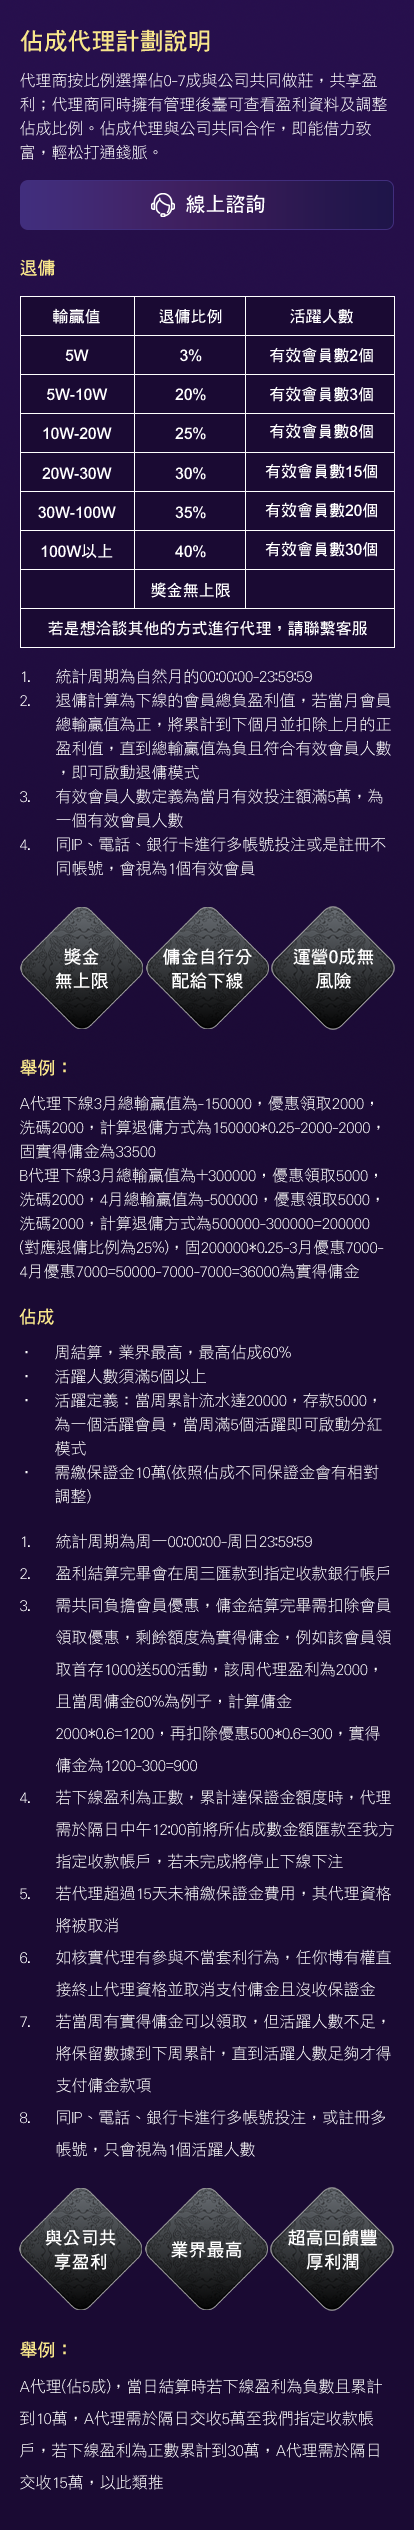 佔成代理計劃說明
代理商按比例選擇佔0-7成與公司共同做莊，共享盈
利；代理商同時擁有管理後臺可查看盈利資料及調整
佔成比例。佔成代理與公司共同合作，即能借力致
富，輕松打通錢脈。
線上諮詢
退傭
輸贏值 退傭比例 活躍人數
5W 3% 有效會員數2個
5W-10W 20% 有效會員數3個
10W-20W 25% 有效會員數8個
20W-30W 30% 有效會員數15個
30W-100W 35% 有效會員數20個
100W以上 40% 有效會員數30個
獎金無上限
若是想洽談其他的方式進行代理，請聯繫客服
1. 統計周期為自然月的00:00:00-23:59:59
2. 退傭計算為下線的會員總負盈利值，若當月會員
總輸贏值為正，將累計到下個月並扣除上月的正
盈利值，直到總輸贏值為負且符合有效會員人數
，即可啟動退傭模式
3. 有效會員人數定義為當月有效投注額滿5萬，為
一個有效會員人數
4. 同IP、電話、銀行卡進行多帳號投注或是註冊不
同帳號，會視為1個有效會員
獎金
無上限
傭金自行分
配給下線
運營0成無
風險
舉例：
A代理下線3月總輸贏值為-150000，優惠領取2000，
洗碼2000，計算退傭方式為150000*0.25-2000-2000，
固實得傭金為33500
B代理下線3月總輸贏值為+300000，優惠領取5000，
洗碼2000，4月總輸贏值為-500000，優惠領取5000，
洗碼2000，計算退傭方式為500000-300000=200000
(對應退傭比例為25%)，固200000*0.25-3月優惠7000-
4月優惠7000=50000-7000-7000=36000為實得傭金
佔成
· 周結算，業界最高，最高佔成60%
· 活躍人數須滿5個以上
· 活躍定義：當周累計流水達20000，存款5000，
為一個活躍會員，當周滿5個活躍即可啟動分紅
模式
· 需繳保證金10萬(依照佔成不同保證金會有相對
調整)
1. 統計周期為周一00:00:00-周日23:59:59
2. 盈利結算完畢會在周三匯款到指定收款銀行帳戶
3. 需共同負擔會員優惠，傭金結算完畢需扣除會員
領取優惠，剩餘額度為實得傭金，例如該會員領
取首存1000送500活動，該周代理盈利為2000，
且當周傭金60%為例子，計算傭金
2000*0.6=1200，再扣除優惠500*0.6=300，實得
傭金為1200-300=900
4. 若下線盈利為正數，累計達保證金額度時，代理
需於隔日中午12:00前將所佔成數金額匯款至我方
指定收款帳戶，若未完成將停止下線下注
5. 若代理超過15天未補繳保證金費用，其代理資格
將被取消
6. 如核實代理有參與不當套利行為，任你博有權直
接終止代理資格並取消支付傭金且沒收保證金
7. 若當周有實得傭金可以領取，但活躍人數不足，
將保留數據到下周累計，直到活躍人數足夠才得
支付傭金款項
8. 同IP、電話、銀行卡進行多帳號投注，或註冊多
帳號，只會視為1個活躍人數
與公司共
享盈利
業界最高
超高回饋豐
厚利潤
舉例：
A代理(佔5成)，當日結算時若下線盈利為負數且累計
到10萬，A代理需於隔日交收5萬至我們指定收款帳
戶，若下線盈利為正數累計到30萬，A代理需於隔日
交收15萬，以此類推